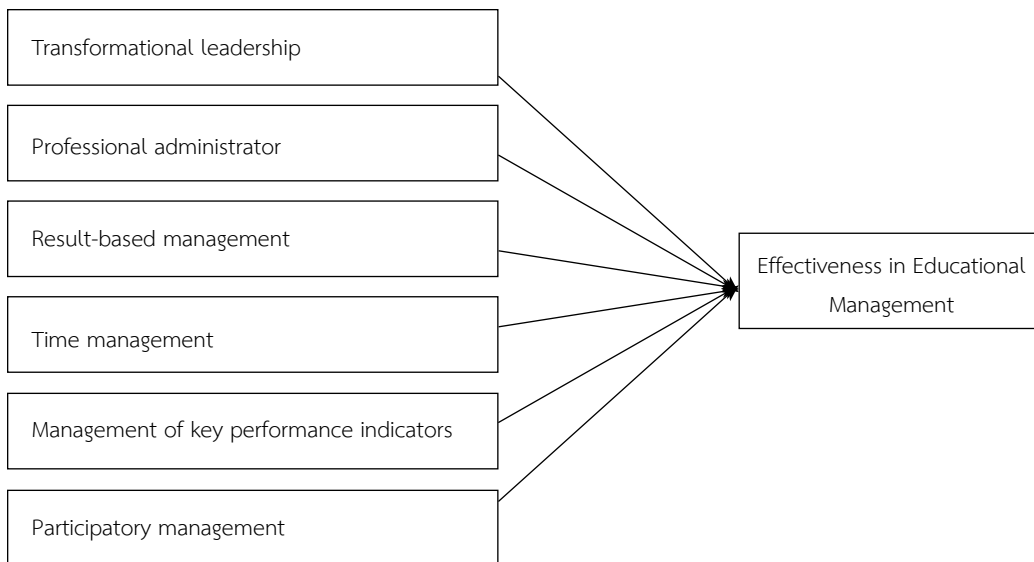 Transformational leadership
Professional administrator
Result-based management
Time management
Management of key performance indicators
Participatory management
Effectiveness in Educational
Management